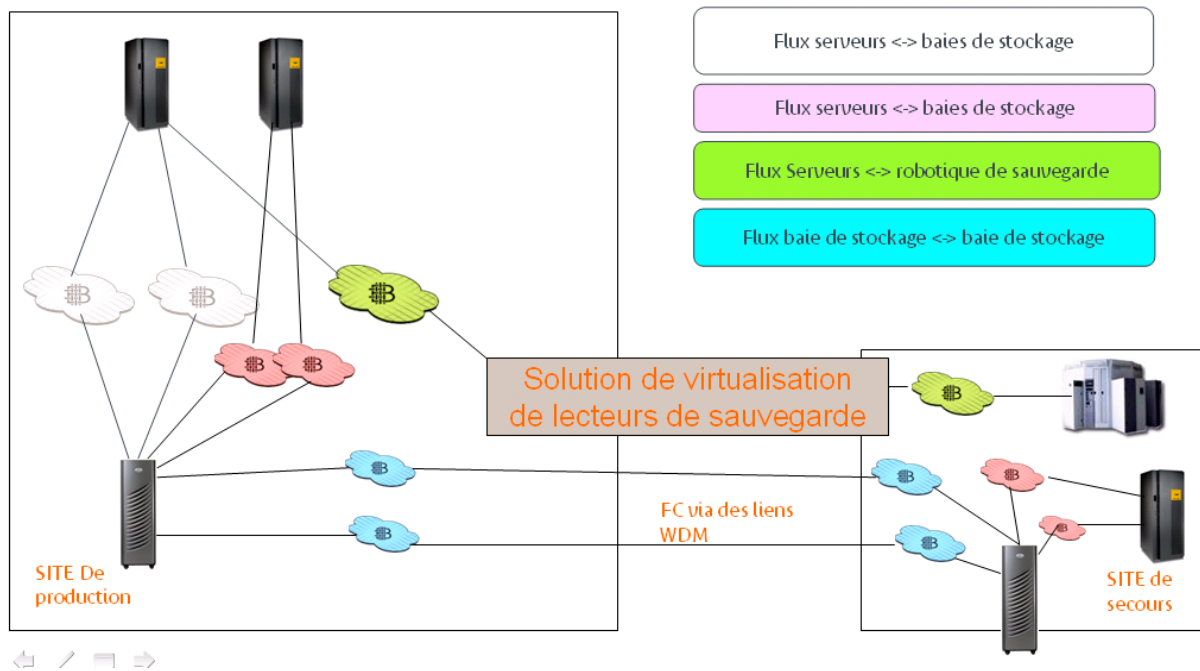 Flux serveurs <-> baies de stockage
Flux serveurs <-> baies de stockage
Flux Serveurs <-> robotique de sauvegarde
Flux baie de stockage <-> baie de stockage
Solution de virtualisation
de lecteurs de sauvegarde
FC via des liens
WDM
SITE De
production
SITE de
secours